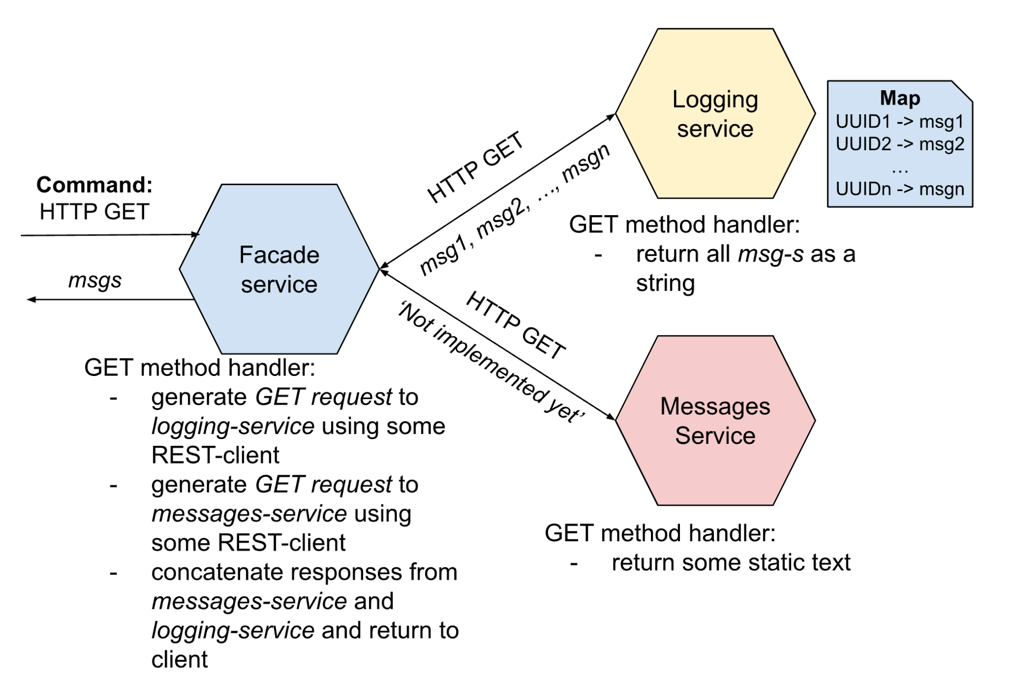 Command:
HTTP GET
msgs
Facade
service
GET method handler:
- generate GET request to
logging-service using some
REST-client
- generate GET request to
messages-service using
some REST-client
- concatenate responses from
messages-service and
logging-service and return to
client
HTTP GET
msg1, msg2, …, msgn
Logging
service
Map
UUID1 -> msg1
UUID2 -> msg2
…
UUIDn -> msgn
GET method handler:
- return all msg-s as a
string
HTTP GET
‘Not implemented yet’
Messages
Service
GET method handler:
- return some static text